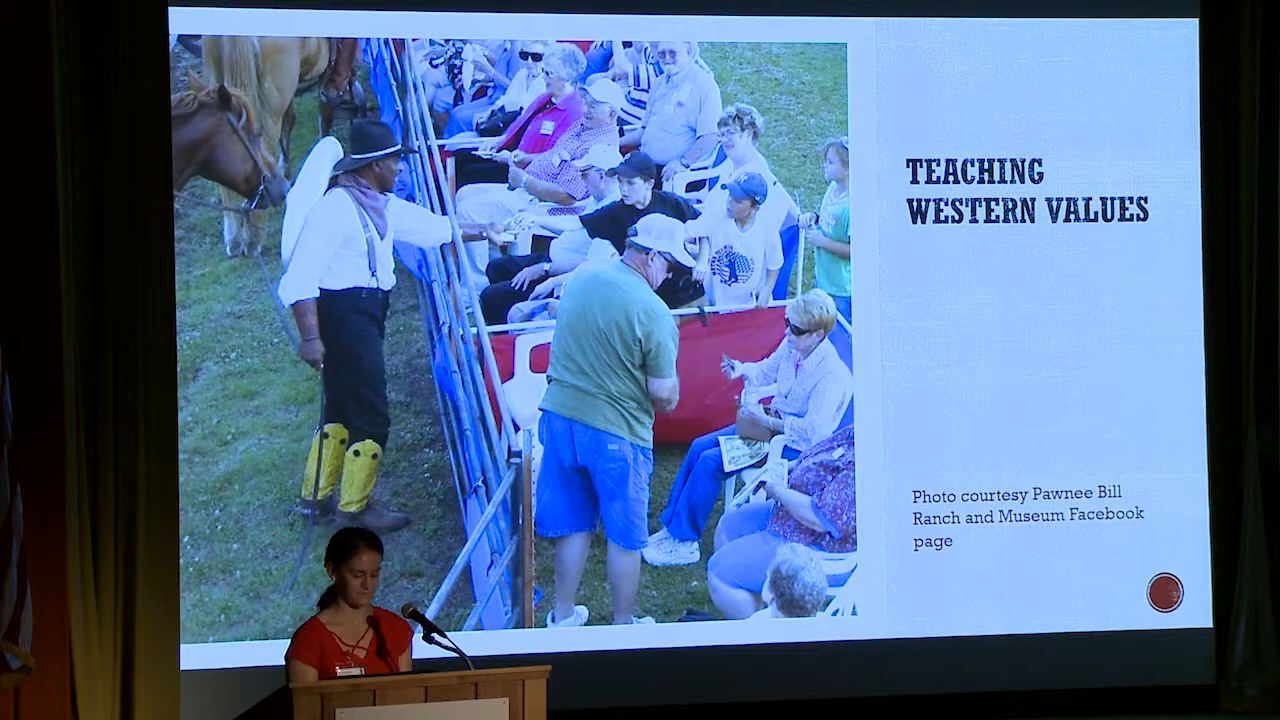 TEACHING
WESTERN VALUES
Photo courtesy Pawnee Bill
Ranch and Museum Facebook
page